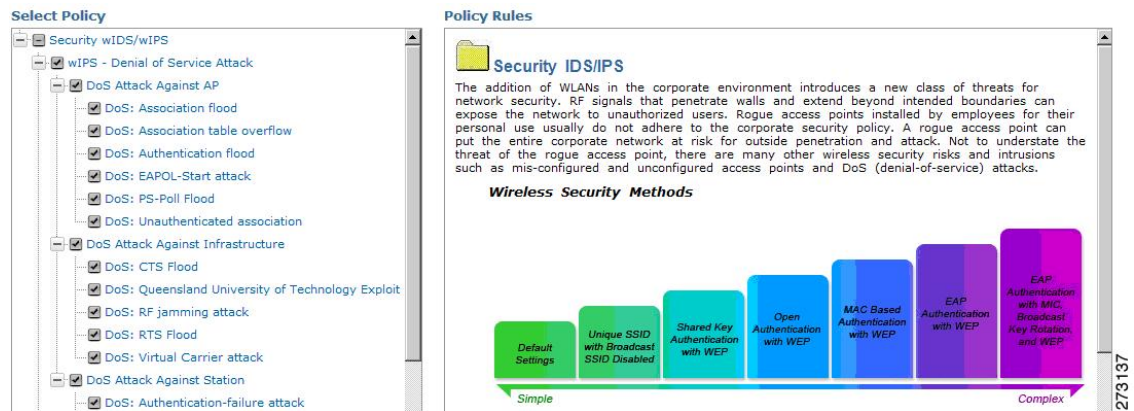 Select Policy
Security wIDS/wIPS
wIPS - Denial of Service Attack
DoS Attack Against AP
DoS: Association flood
DoS: Association table overflow
DoS: Authentication flood
DoS: EAPOL-Start attack
DoS: PS-Poll Flood
DoS: Unauthenticated association
DoS Attack Against Infrastructure
DoS: CTS Flood
DoS: Queensland University of Technology Exploit
DoS: RF jamming attack
DoS: RTS Flood
DoS: Virtual Carrier attack
DoS Attack Against Station
DoS: Authentication-failure attack
Policy Rules
Security IDS/IPS
The addition of WLANs in the corporate environment introduces a new class of threats for
network security. RF signals that penetrate walls and extend beyond intended boundaries can
expose the network to unauthorized users. Rogue access points installed by employees for their
personal use usually do not adhere to the corporate security policy. A rogue access point can
put the entire corporate network at risk for outside penetration and attack. Not to understate the
threat of the rogue access point, there are many other wireless security risks and intrusions
such as mis-configured and unconfigured access points and DoS (denial-of-service) attacks.
Wireless Security Methods
Default
Settings
Unique SSID
with Broadcast
SSID Disabled
Shared Key
Authentication
with WEP
Open
Authentication
with WEP
MAC Based
Authentication
with WEP
EAP
Authentication
with WEP
EAP
Authentication
with MIC,
Broadcast
Key Rotation,
and WEP
Simple
Complex
273137